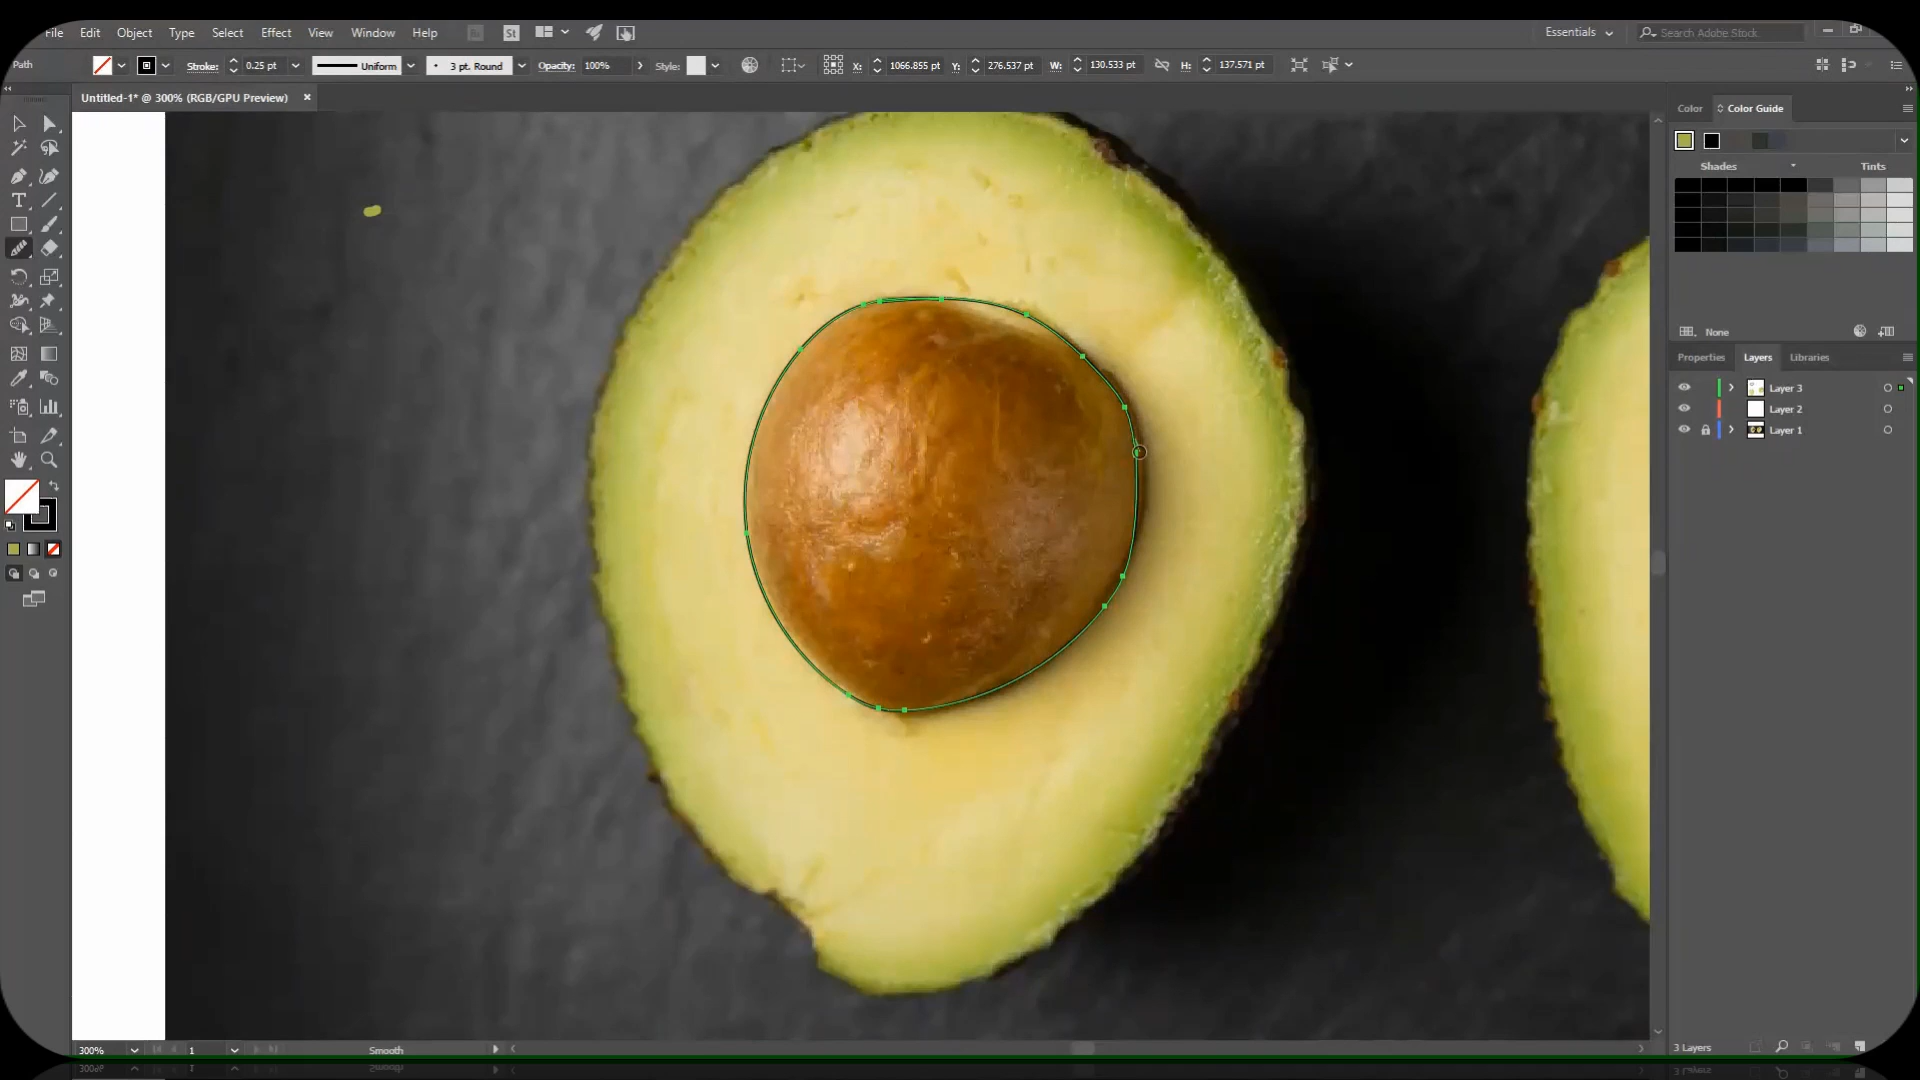 File Edit Object Type Select Effect View Window Help St Essentials Search Adobe Stock
Path Stroke: 0.25 pt Uniform 3 pt. Round Opacity: 100% Style: X: 1066.855 pt Y: 276.537 pt W: 130.533 pt H: 137.571 pt
Untitled-1* @ 300% (RGB/GPU Preview) ×
Color Color Guide
Shades Tints
None
Properties Layers Libraries
Layer 3
Layer 2
Layer 1
300% 1 Smooth 3 Layers